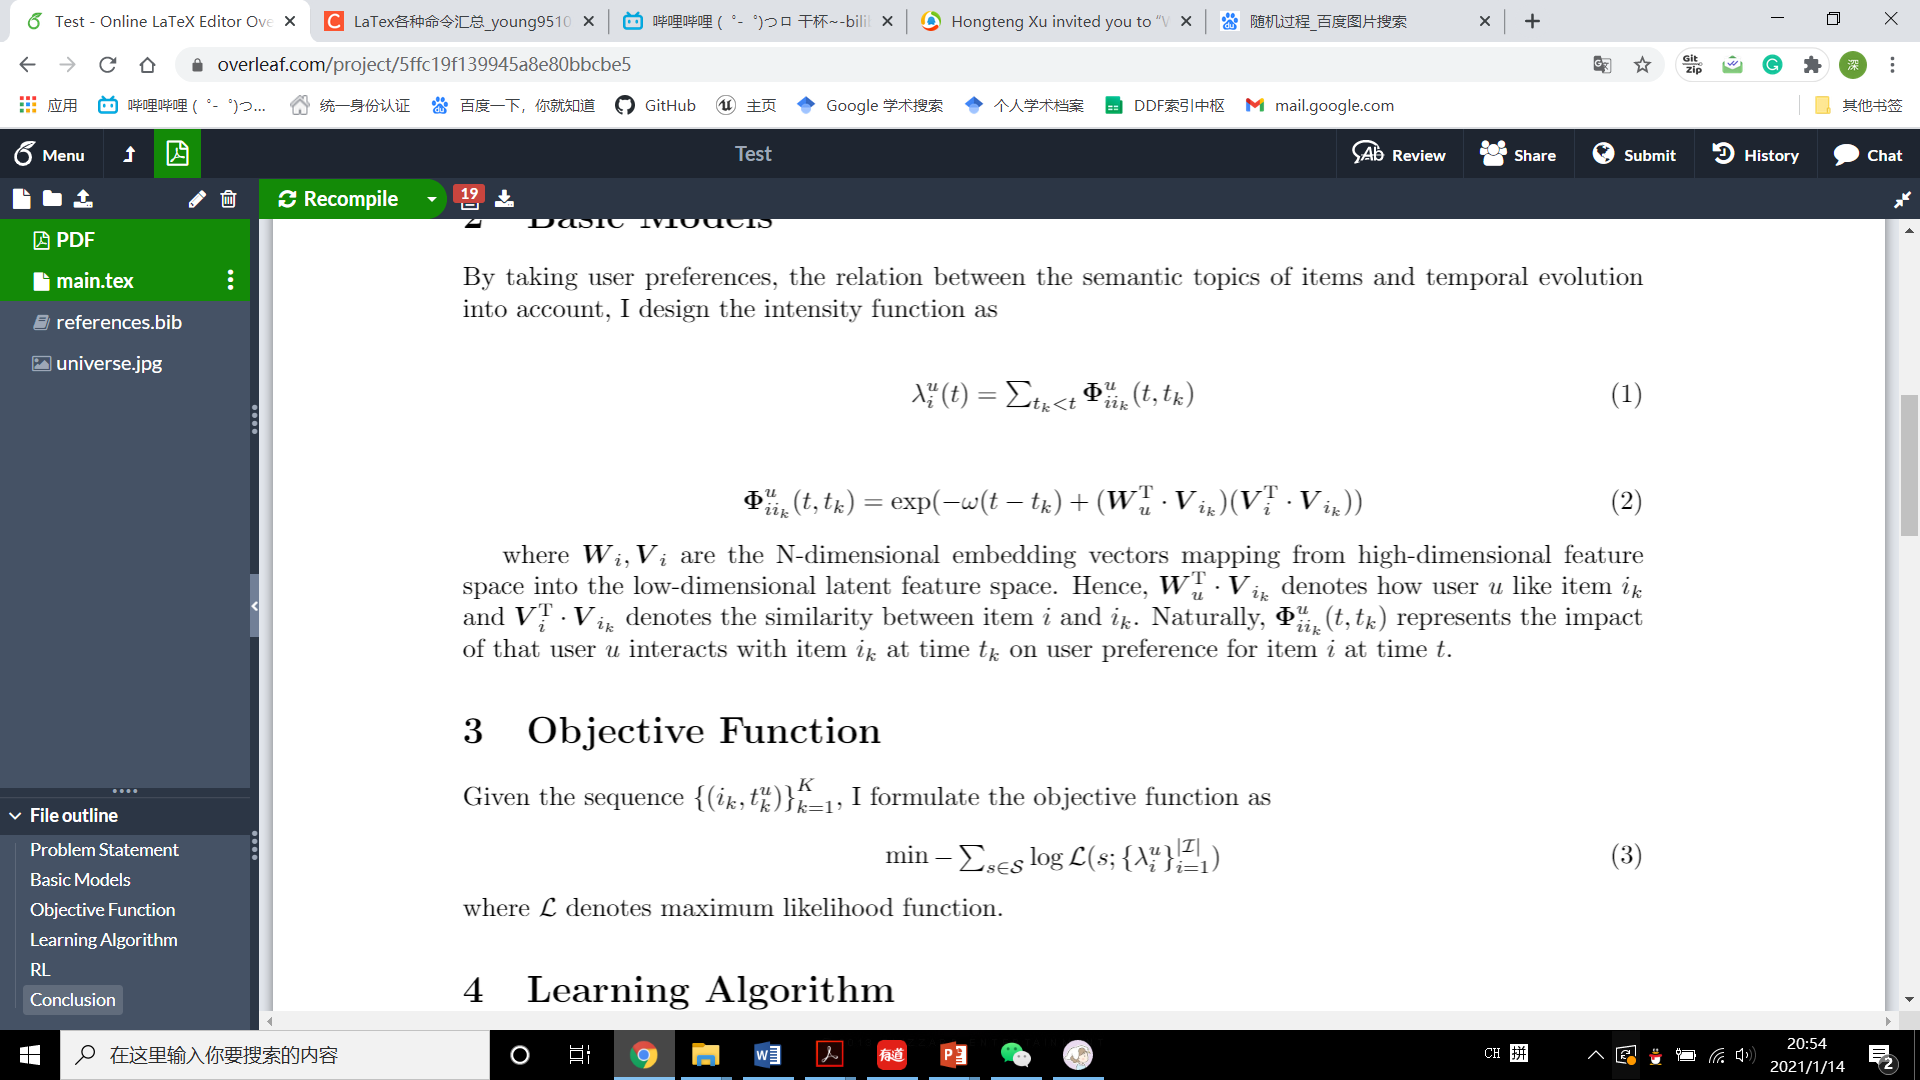 Test - Online LaTeX Editor Ove
LaTex各种命令汇总_young9510
哔哩哔哩 ( ゜- ゜)つロ 干杯~-bili
Hongteng Xu invited you to “V
随机过程_百度图片搜索
overleaf.com/project/5ffc19f139945a8e80bbcbe5
Git zip
深
应用
哔哩哔哩 ( ゜- ゜)つ...
统一身份认证
百度一下，你就知道
GitHub
主页
Google 学术搜索
个人学术档案
DDF索引中枢
mail.google.com
其他书签
Menu
Test
Review
Share
Submit
History
Chat
Recompile
19
PDF
main.tex
references.bib
universe.jpg
File outline
Problem Statement
Basic Models
Objective Function
Learning Algorithm
RL
Conclusion
2 Basic Models
By taking user preferences, the relation between the semantic topics of items and temporal evolution
into account, I design the intensity function as
λ_i^u(t) = ∑_{t_k<t} Φ_{ii_k}^u(t, t_k) (1)
Φ_{ii_k}^u(t, t_k) = exp(−ω(t − t_k) + (W_u^T · V_{i_k})(V_i^T · V_{i_k})) (2)
where W_i, V_i are the N-dimensional embedding vectors mapping from high-dimensional feature
space into the low-dimensional latent feature space. Hence, W_u^T · V_{i_k} denotes how user u like item i_k
and V_i^T · V_{i_k} denotes the similarity between item i and i_k. Naturally, Φ_{ii_k}^u(t, t_k) represents the impact
of that user u interacts with item i_k at time t_k on user preference for item i at time t.
3 Objective Function
Given the sequence {(i_k, t_k^u)}_{k=1}^K, I formulate the objective function as
min − ∑_{s∈𝒮} log ℒ(s; {λ_i^u}_{i=1}^{|ℐ|}) (3)
where ℒ denotes maximum likelihood function.
4 Learning Algorithm
在这里输入你要搜索的内容
有道
CH 拼
20:54
2021/1/14
2